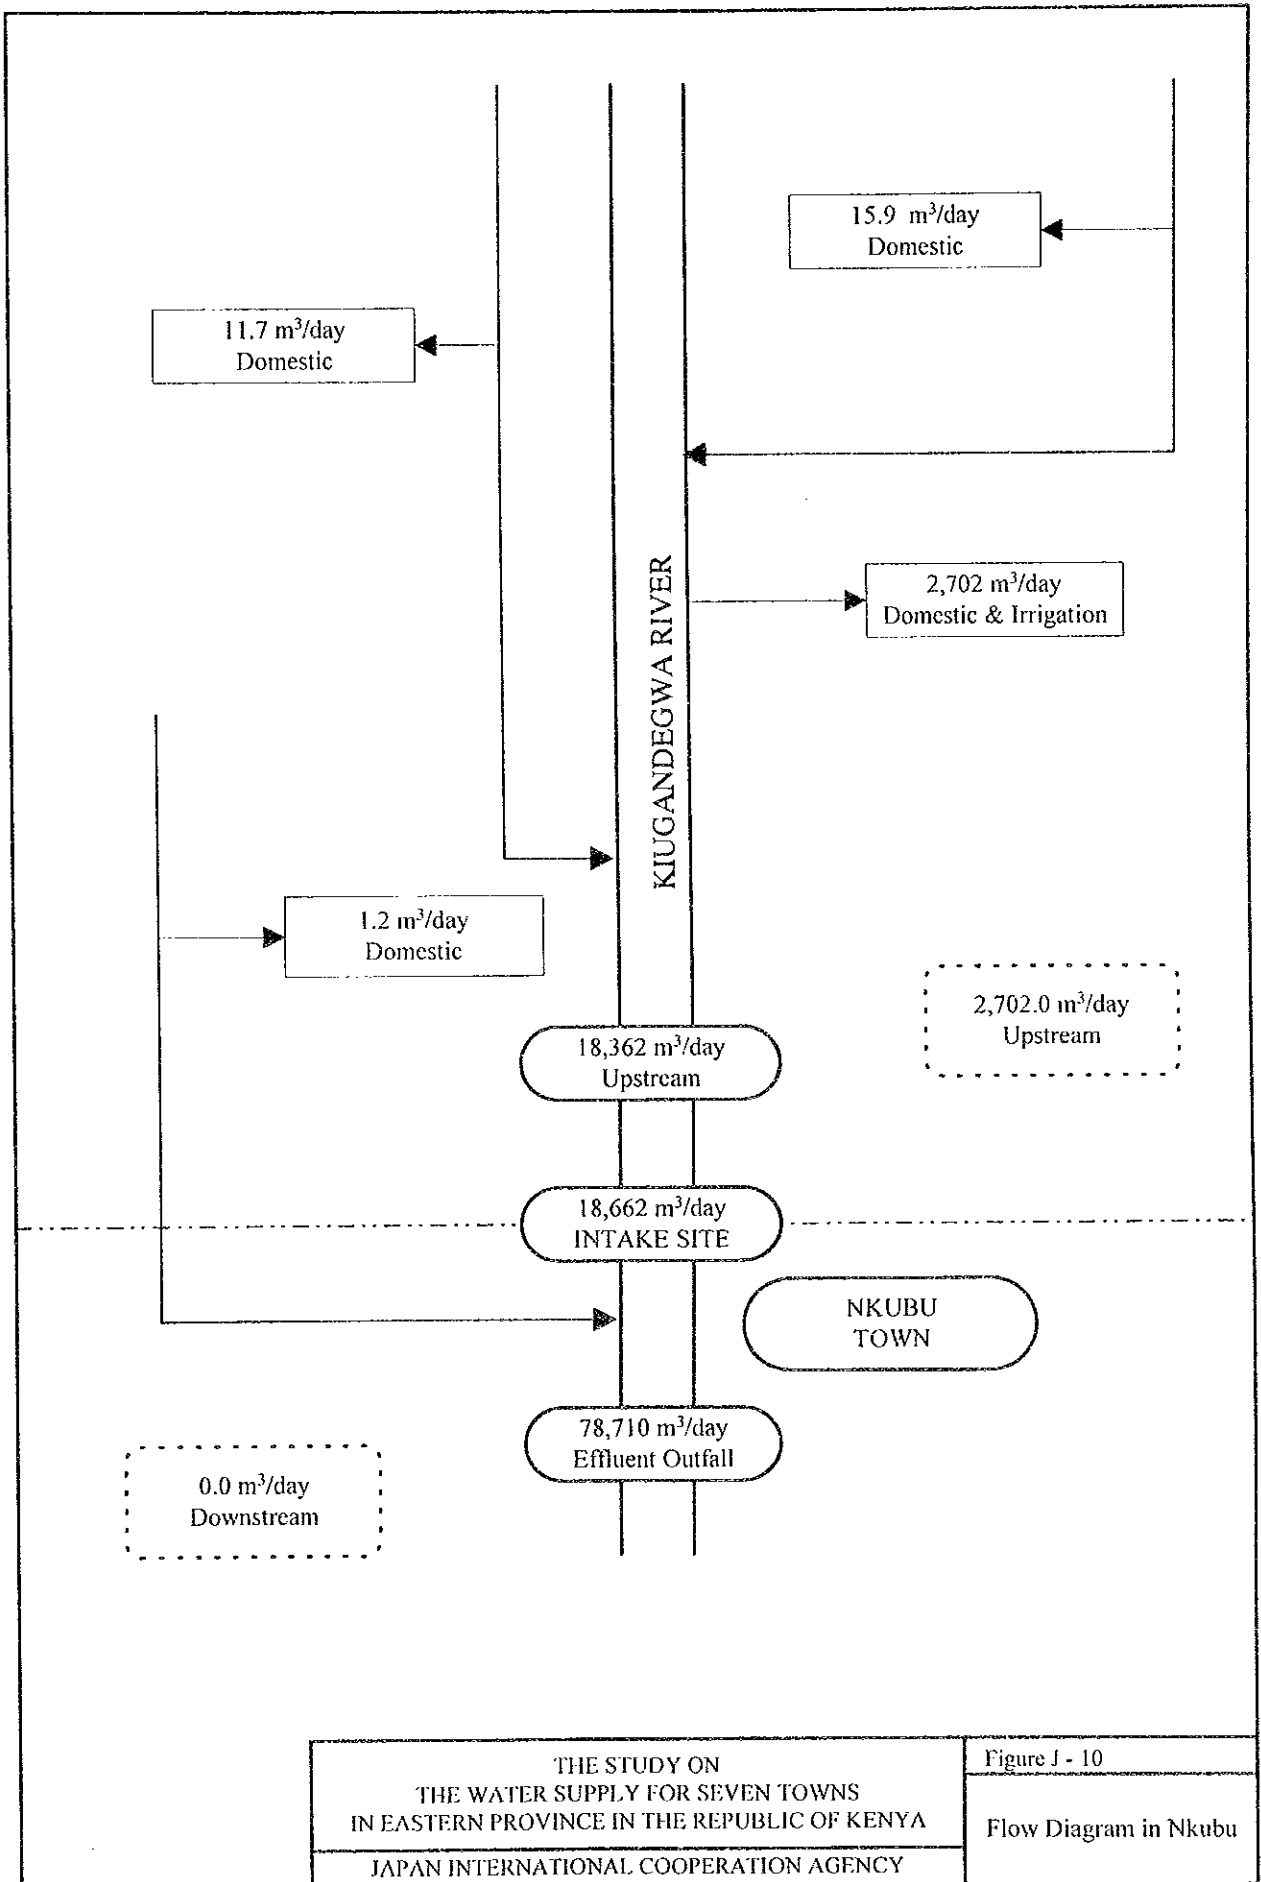 15.9 m³/day
Domestic
11.7 m³/day
Domestic
2,702 m³/day
Domestic & Irrigation
KIUGANDEGWA RIVER
1.2 m³/day
Domestic
2,702.0 m³/day
Upstream
18,362 m³/day
Upstream
18,662 m³/day
INTAKE SITE
NKUBU
TOWN
78,710 m³/day
Effluent Outfall
0.0 m³/day
Downstream
THE STUDY ON
THE WATER SUPPLY FOR SEVEN TOWNS
IN EASTERN PROVINCE IN THE REPUBLIC OF KENYA
JAPAN INTERNATIONAL COOPERATION AGENCY
Figure J - 10
Flow Diagram in Nkubu